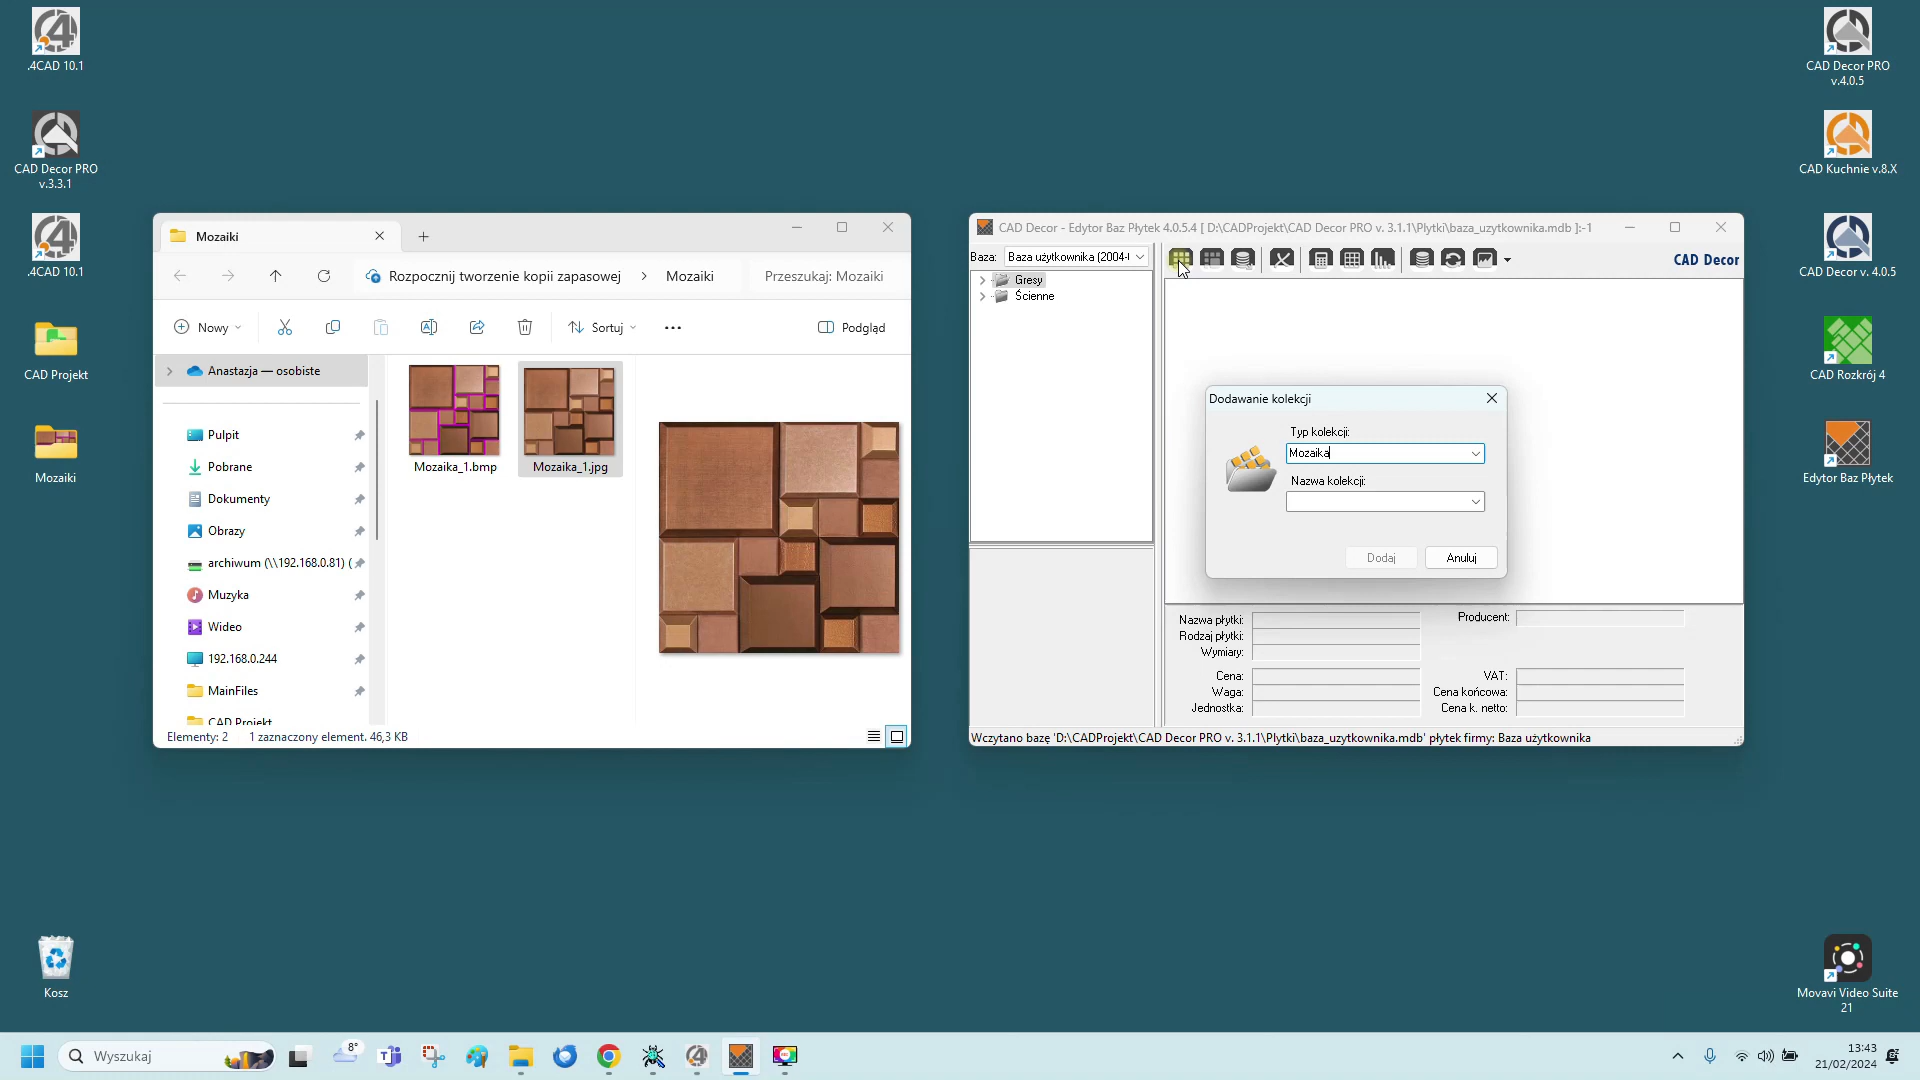 .4CAD 10.1
CAD Decor PRO
v.3.3.1
.4CAD 10.1
CAD Projekt
Mozaiki
Kosz
Mozaiki
Rozpocznij tworzenie kopii zapasowej
Mozaiki
Przeszukaj: Mozaiki
Nowy
Sortuj
Podgląd
Anastazja — osobiste
Pulpit
Pobrane
Dokumenty
Obrazy
archiwum (\\192.168.0.81) (
Muzyka
Wideo
192.168.0.244
MainFiles
CAD Projekt
Mozaika_1.bmp
Mozaika_1.jpg
Elementy: 2
1 zaznaczony element. 46,3 KB
CAD Decor - Edytor Baz Płytek 4.0.5.4 [ D:\CADProjekt\CAD Decor PRO v. 3.1.1\Plytki\baza_uzytkownika.mdb ]:-1
Baza:
Baza użytkownika (2004-
CAD Decor
Gresy
Ścienne
Dodawanie kolekcji
Typ kolekcji:
Mozaika
Nazwa kolekcji:
Dodaj
Anuluj
Nazwa płytki:
Rodzaj płytki:
Wymiary:
Cena:
Waga:
Jednostka:
Producent:
VAT:
Cena końcowa:
Cena k. netto:
Wczytano bazę 'D:\CADProjekt\CAD Decor PRO v. 3.1.1\Plytki\baza_uzytkownika.mdb' płytek firmy: Baza użytkownika
CAD Decor PRO
v.4.0.5
CAD Kuchnie v.8.X
CAD Decor v. 4.0.5
CAD Rozkrój 4
Edytor Baz Płytek
Movavi Video Suite
21
Wyszukaj
8°
13:43
21/02/2024